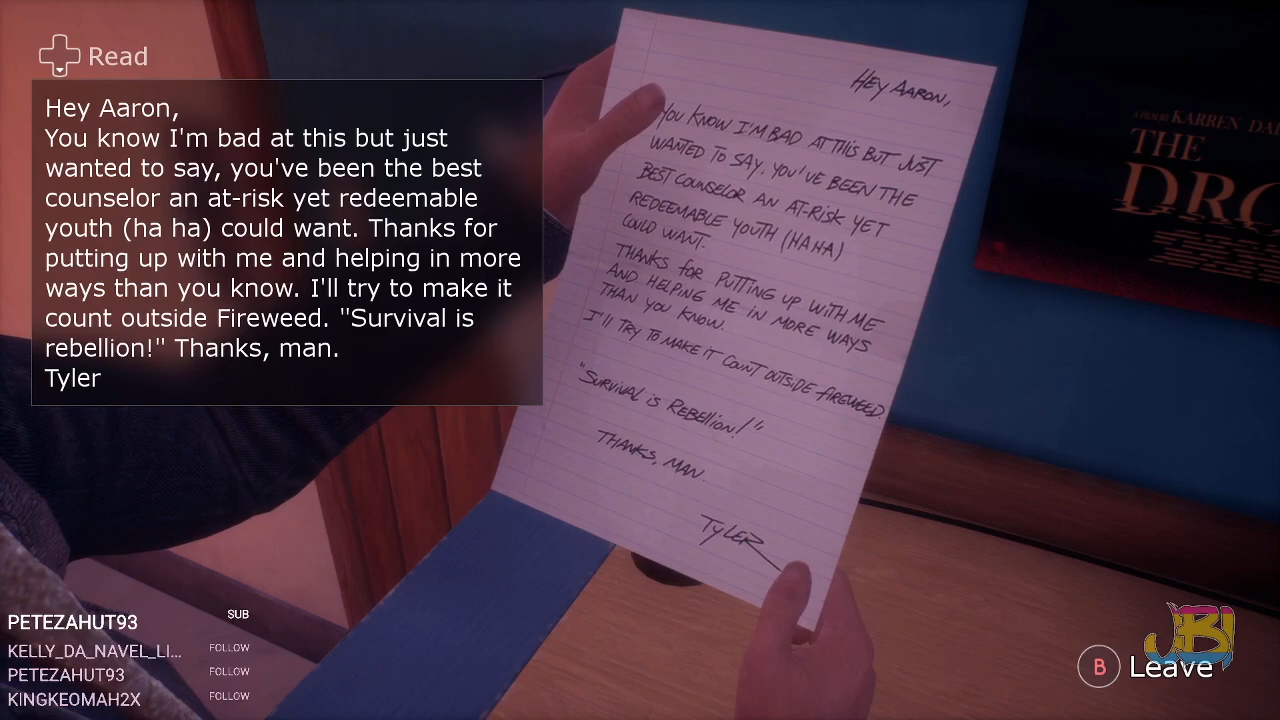 Read
Hey Aaron,
You know I'm bad at this but just
wanted to say, you've been the best
counselor an at-risk yet redeemable
youth (ha ha) could want. Thanks for
putting up with me and helping in more
ways than you know. I'll try to make it
count outside Fireweed. "Survival is
rebellion!" Thanks, man.
Tyler
HEY AARON,
YOU KNOW I'M BAD AT THIS BUT JUST
WANTED TO SAY, YOU'VE BEEN THE
BEST COUNSELOR AN AT-RISK YET
REDEEMABLE YOUTH (HA HA)
COULD WANT.
THANKS FOR PUTTING UP WITH ME
AND HELPING ME IN MORE WAYS
THAN YOU KNOW.
I'LL TRY TO MAKE IT COUNT OUTSIDE FIREWEED.
"SURVIVAL IS REBELLION!"
THANKS, MAN.
TYLER
KARREN
THE
PETEZAHUT93 SUB
KELLY_DA_NAVEL_LI... FOLLOW
PETEZAHUT93 FOLLOW
KINGKEOMAH2X FOLLOW
JBI
B Leave